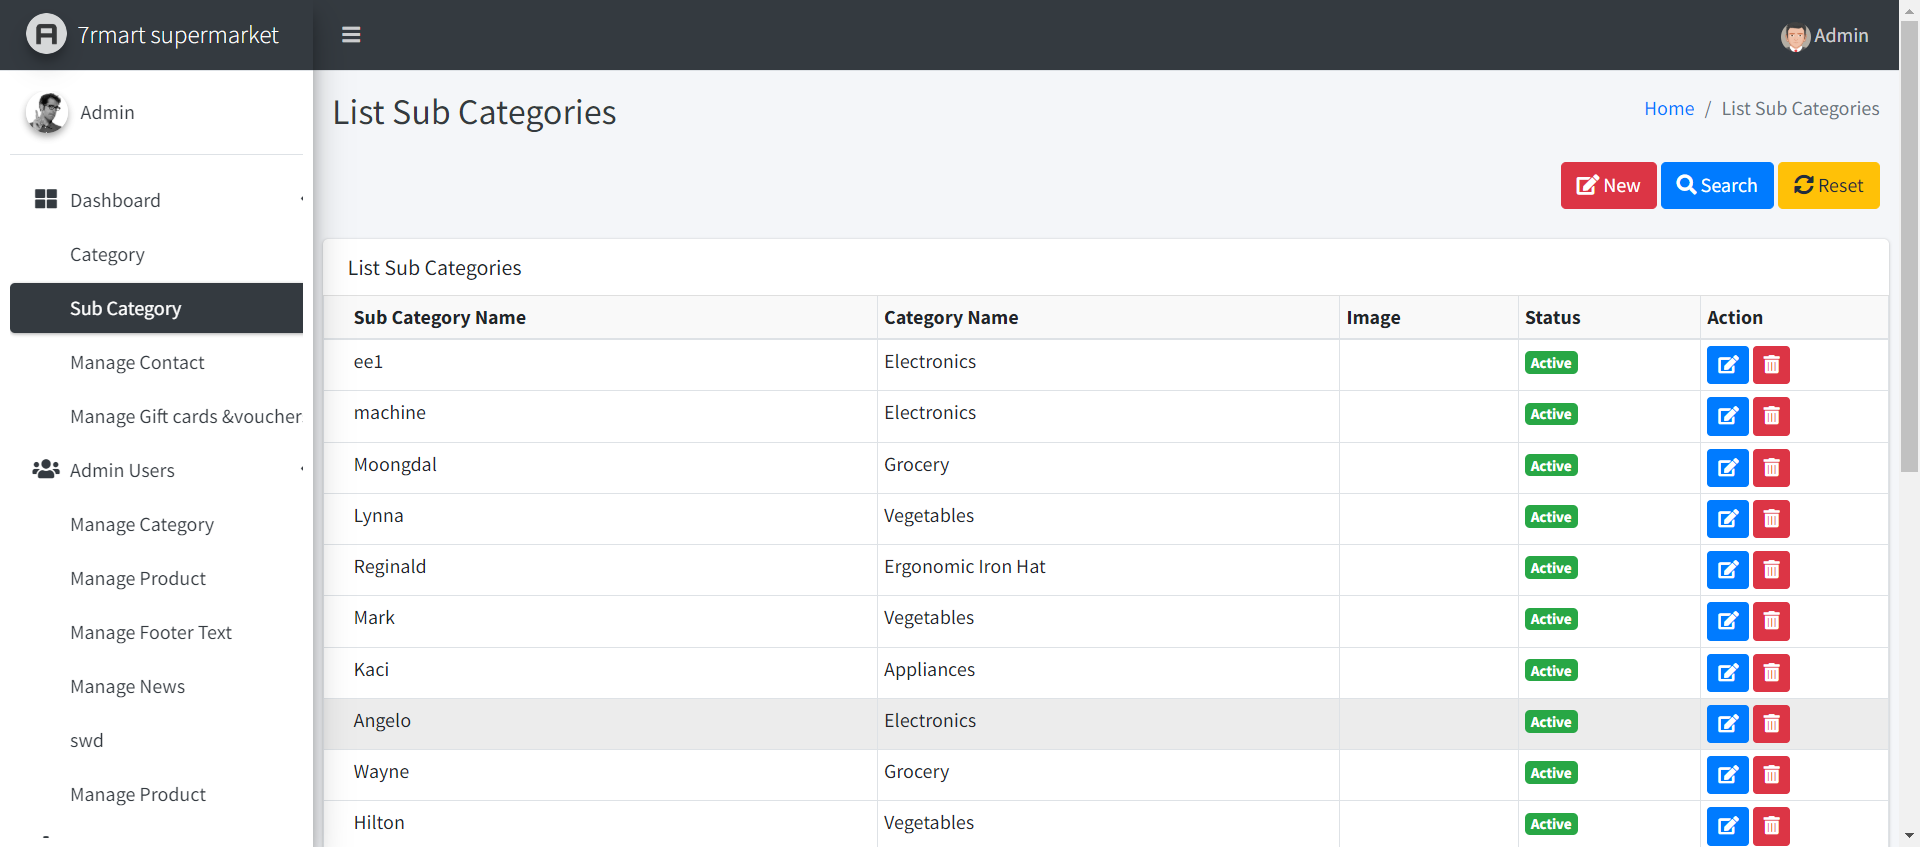 7rmart supermarket
Admin
Admin
List Sub Categories
Home / List Sub Categories
New Search Reset
Dashboard
Category
Sub Category
Manage Contact
Manage Gift cards &voucher
Admin Users
Manage Category
Manage Product
Manage Footer Text
Manage News
swd
Manage Product
List Sub Categories
Sub Category Name Category Name Image Status Action
ee1 Electronics Active
machine Electronics Active
Moongdal Grocery Active
Lynna Vegetables Active
Reginald Ergonomic Iron Hat Active
Mark Vegetables Active
Kaci Appliances Active
Angelo Electronics Active
Wayne Grocery Active
Hilton Vegetables Active